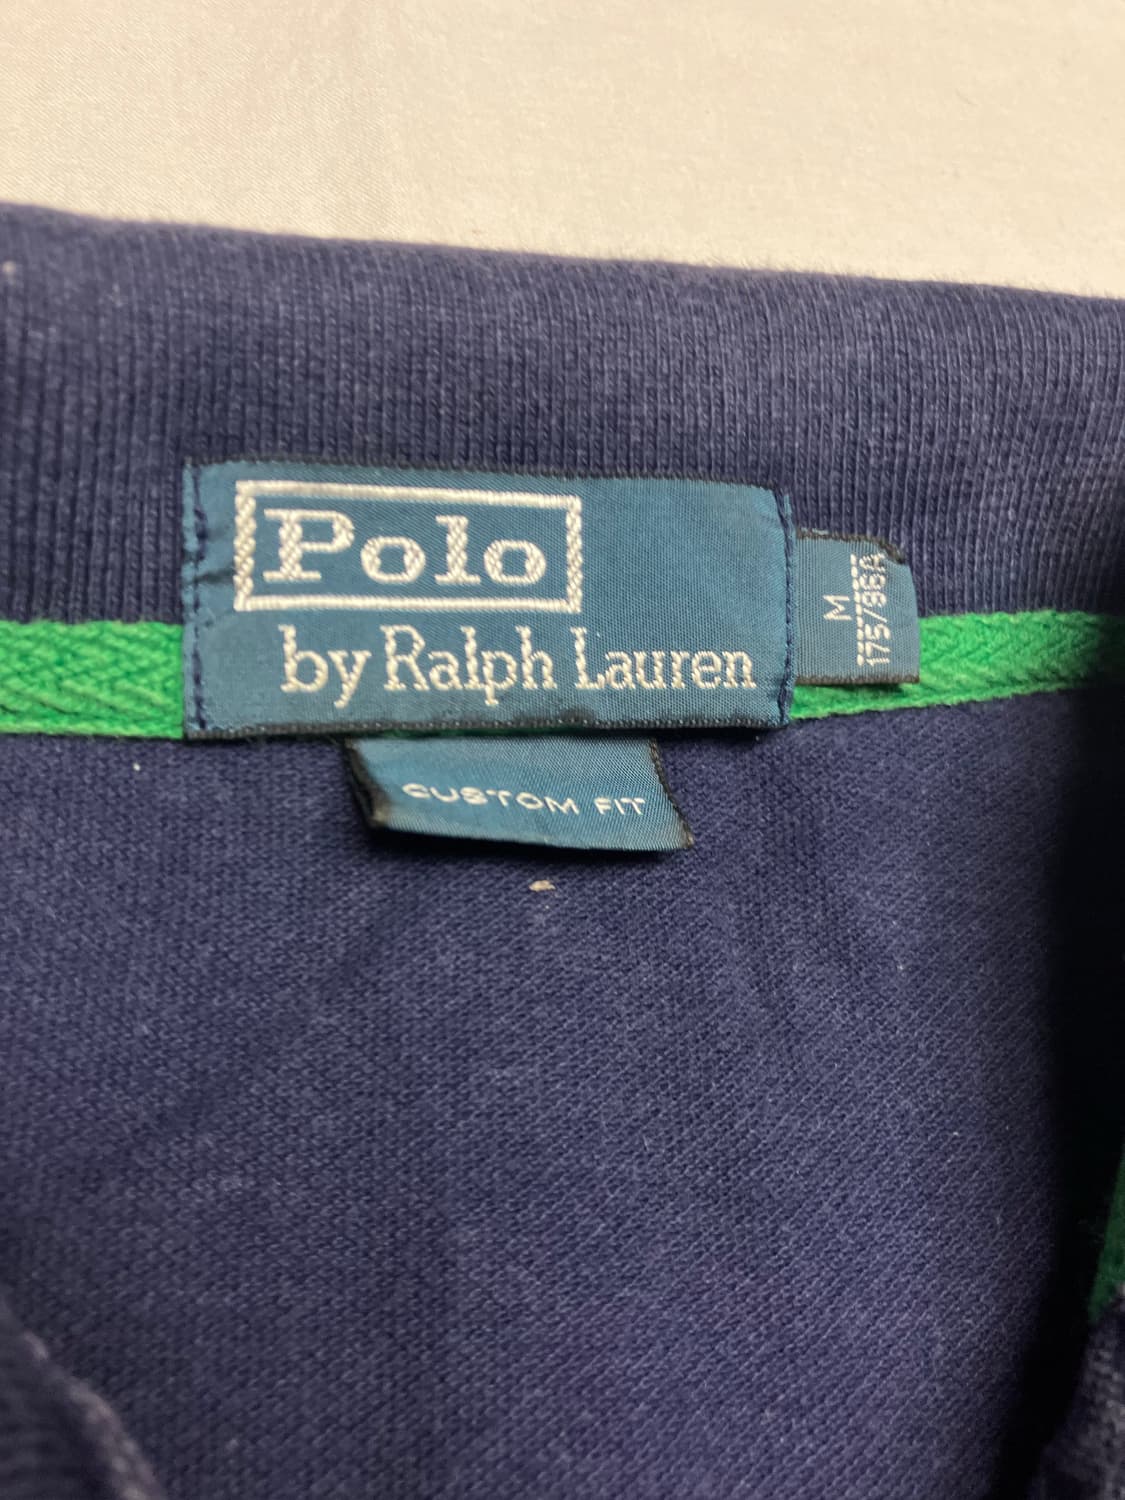 Polo
by Ralph Lauren
M
175/96A
CUSTOM FIT